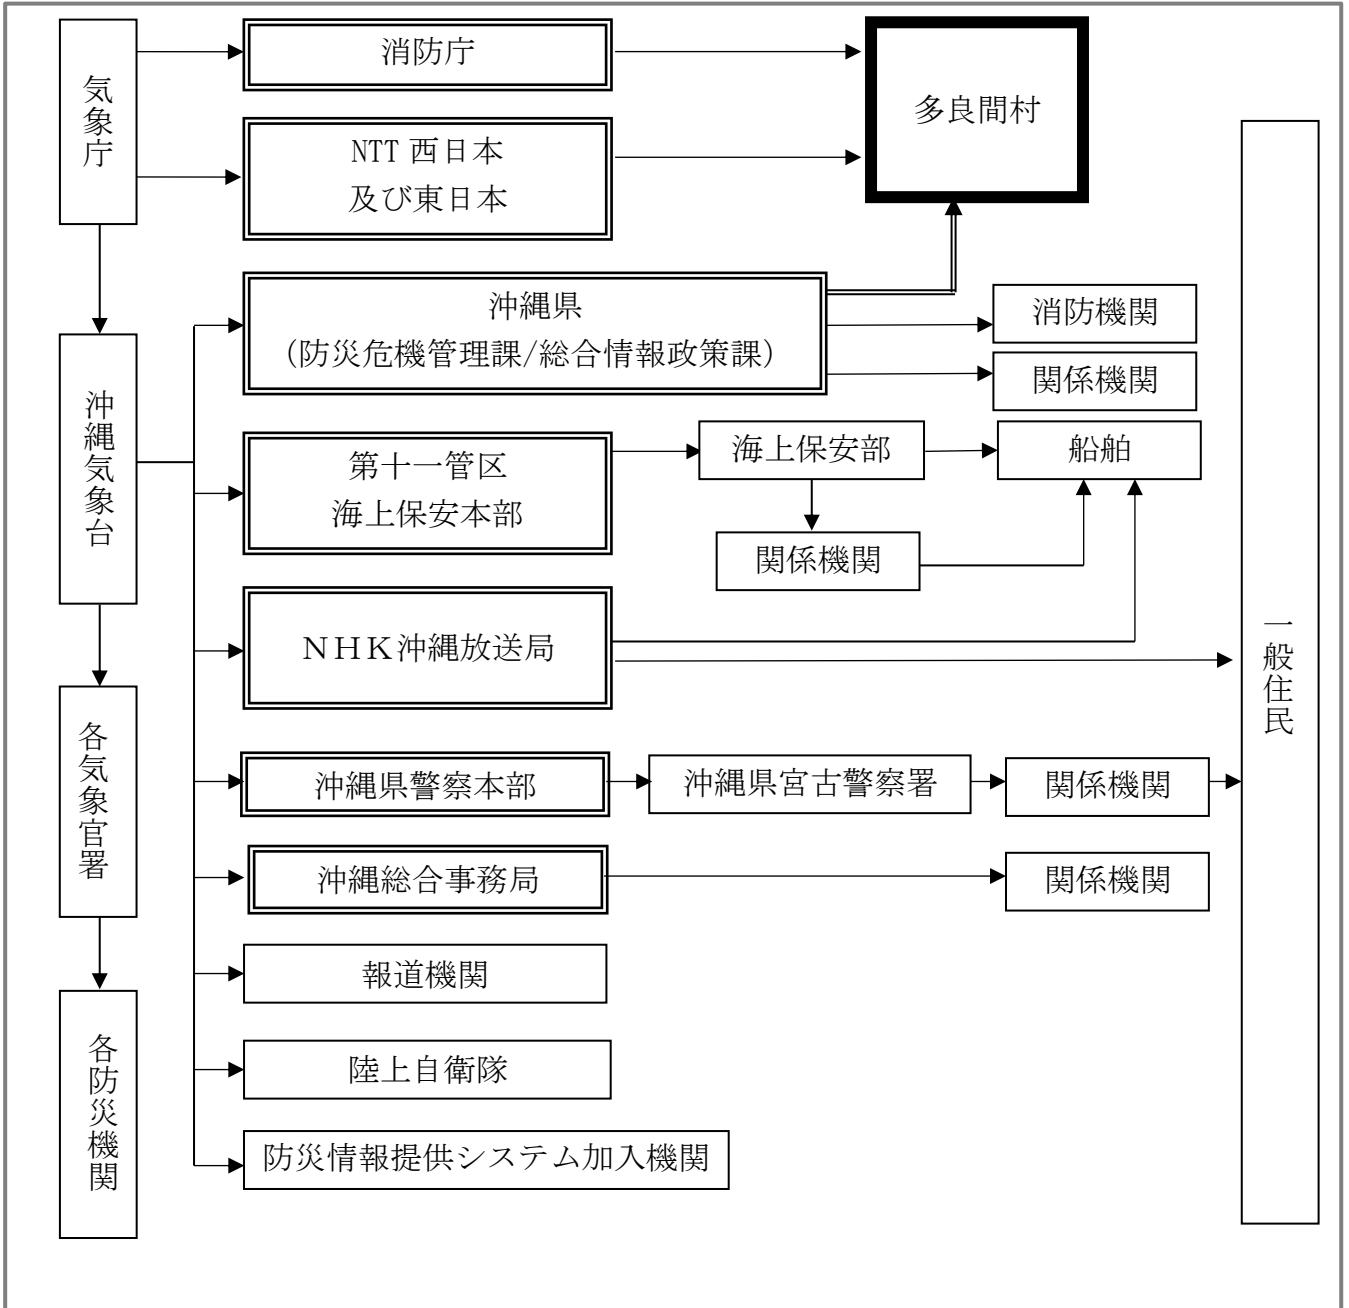 気象庁
消防庁
多良間村
NTT 西日本
及び東日本
沖縄気象台
沖縄県
(防災危機管理課/総合情報政策課)
消防機関
関係機関
第十一管区
海上保安本部
海上保安部
船舶
関係機関
NHK沖縄放送局
一般住民
各気象官署
沖縄県警察本部
沖縄県宮古警察署
関係機関
沖縄総合事務局
関係機関
報道機関
各防災機関
陸上自衛隊
防災情報提供システム加入機関